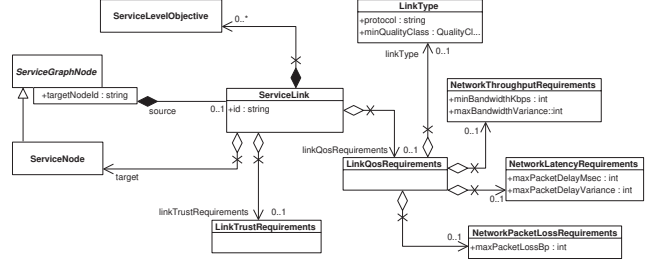 ServiceLevelObjective
0..*
LinkType
+protocol : string
+minQualityClass : QualityCl...
linkType
0..1
ServiceGraphNode
+targetNodeId : string
source
0..1
ServiceLink
+id : string
NetworkThroughputRequirements
+minBandwidthKbps : int
+maxBandwidthVariance::int
0..1
linkQosRequirements
0..1
ServiceNode
target
LinkQosRequirements
NetworkLatencyRequirements
+maxPacketDelayMsec : int
+maxPacketDelayVariance : int
0..1
linkTrustRequirements
0..1
LinkTrustRequirements
0..1
NetworkPacketLossRequirements
+maxPacketLossBp : int